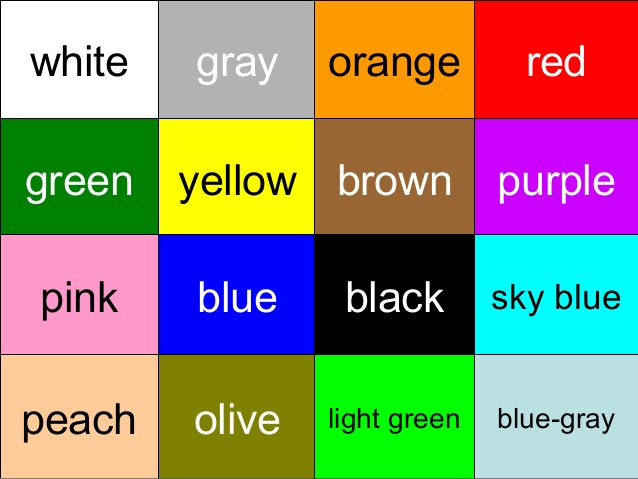 white gray orange red
green yellow brown purple
pink blue black sky blue
peach olive light green blue-gray